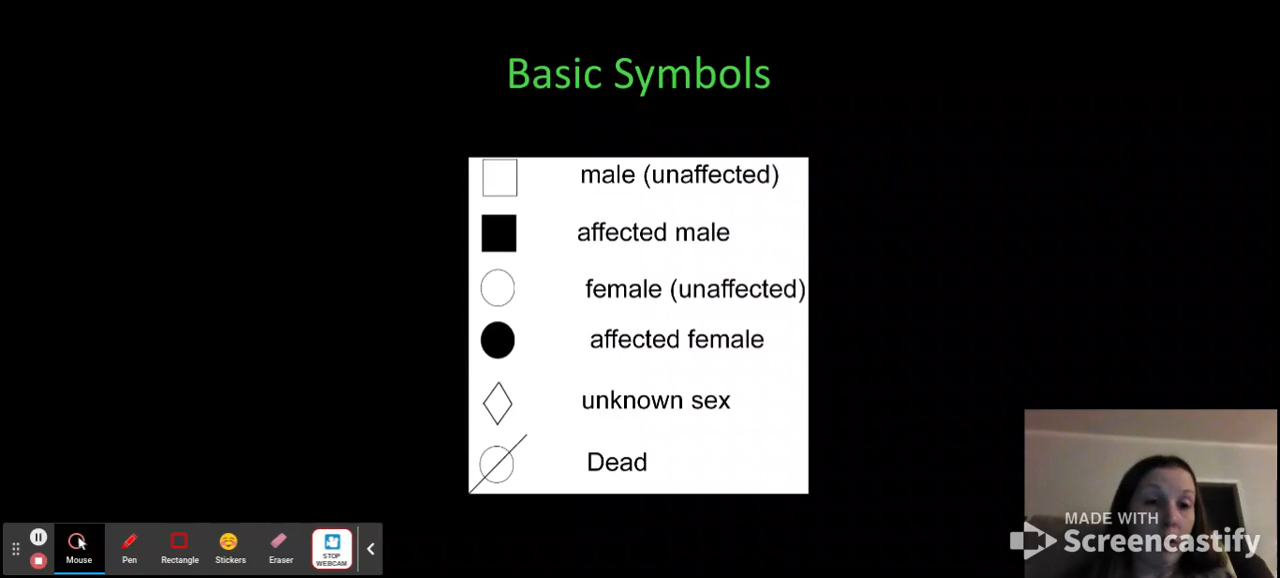 Basic Symbols
male (unaffected)
affected male
female (unaffected)
affected female
unknown sex
Dead
Mouse
Pen
Rectangle
Stickers
Eraser
STOP
WEBCAM
MADE WITH
Screencastify